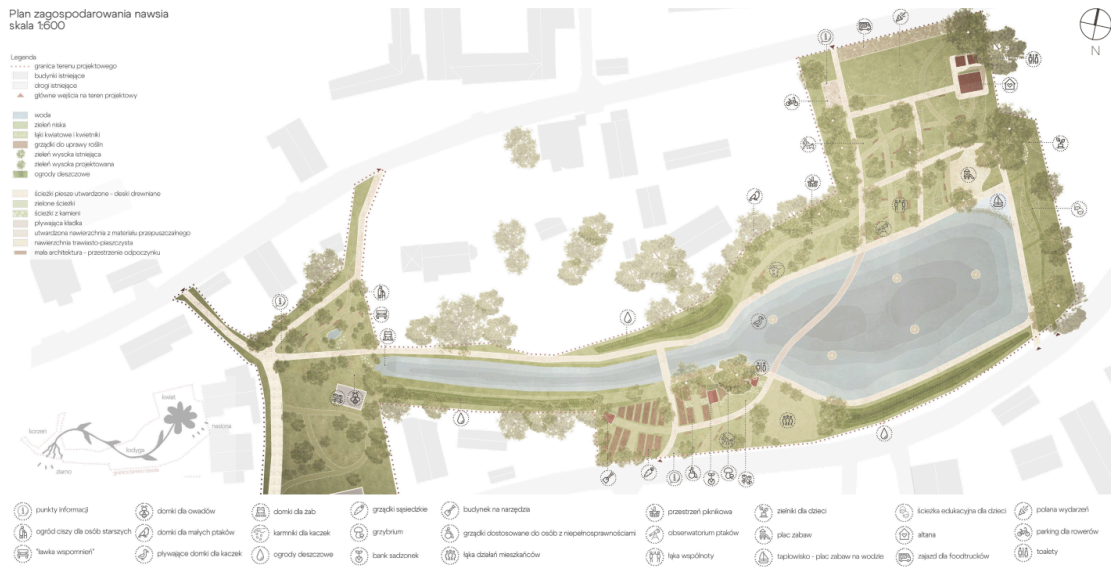 Plan zagospodarowania nawsia
skala 1:600
N
Legenda
granica terenu projektowego
budynki istniejące
drogi istniejące
główne wejścia na teren projektowy
woda
zieleń niska
łąki kwiatowe i kwietniki
grządki do uprawy roślin
zieleń wysoka istniejąca
zieleń wysoka projektowana
ogrody deszczowe
ścieżki piesze utwardzone - deski drewniane
zielone ścieżki
ścieżki z kamieni
pływająca kładka
utwardzona nawierzchnia z materiału przepuszczalnego
nawierzchnia trawiasto-piaszczysta
mała architektura - przestrzenie odpoczynku
kwiat
korzeń
nasiona
łodyga
ziarno
punkty informacji
domki dla owadów
domki dla żab
grządki sąsiedzkie
budynek na narzędzia
przestrzeń piknikowa
zielniki dla dzieci
ścieżka edukacyjna dla dzieci
polana wydarzeń
ogród ciszy dla osób starszych
domki dla małych ptaków
karmniki dla kaczek
grzybrium
grządki dostosowane do osób z niepełnosprawnościami
obserwatorium ptaków
plac zabaw
altana
parking dla rowerów
"ławka wspomnień"
pływające domki dla kaczek
ogrody deszczowe
bank sadzonek
łąka działań mieszkańców
łąka wspólnoty
taplowisko - plac zabaw na wodzie
zajazd dla foodtrucków
toalety